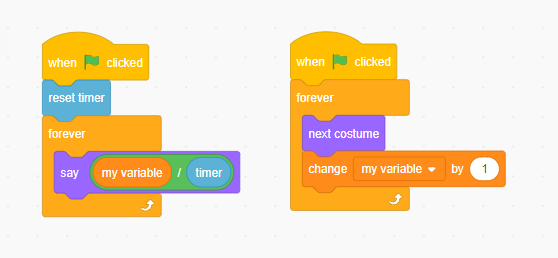 when clicked
reset timer
forever
say my variable / timer
when clicked
forever
next costume
change my variable by 1